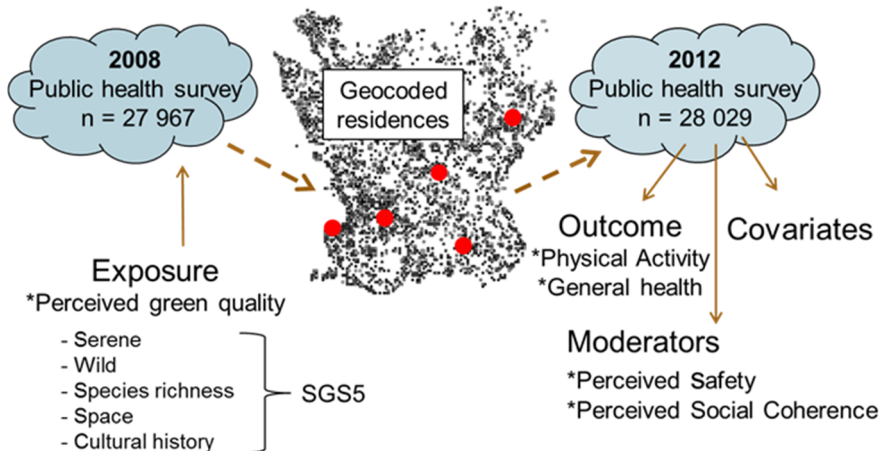 2008
Public health survey
n = 27 967
Geocoded
residences
2012
Public health survey
n = 28 029
Exposure
*Perceived green quality
- Serene
- Wild
- Species richness
- Space
- Cultural history
SGS5
Outcome
*Physical Activity
*General health
Covariates
Moderators
*Perceived Safety
*Perceived Social Coherence